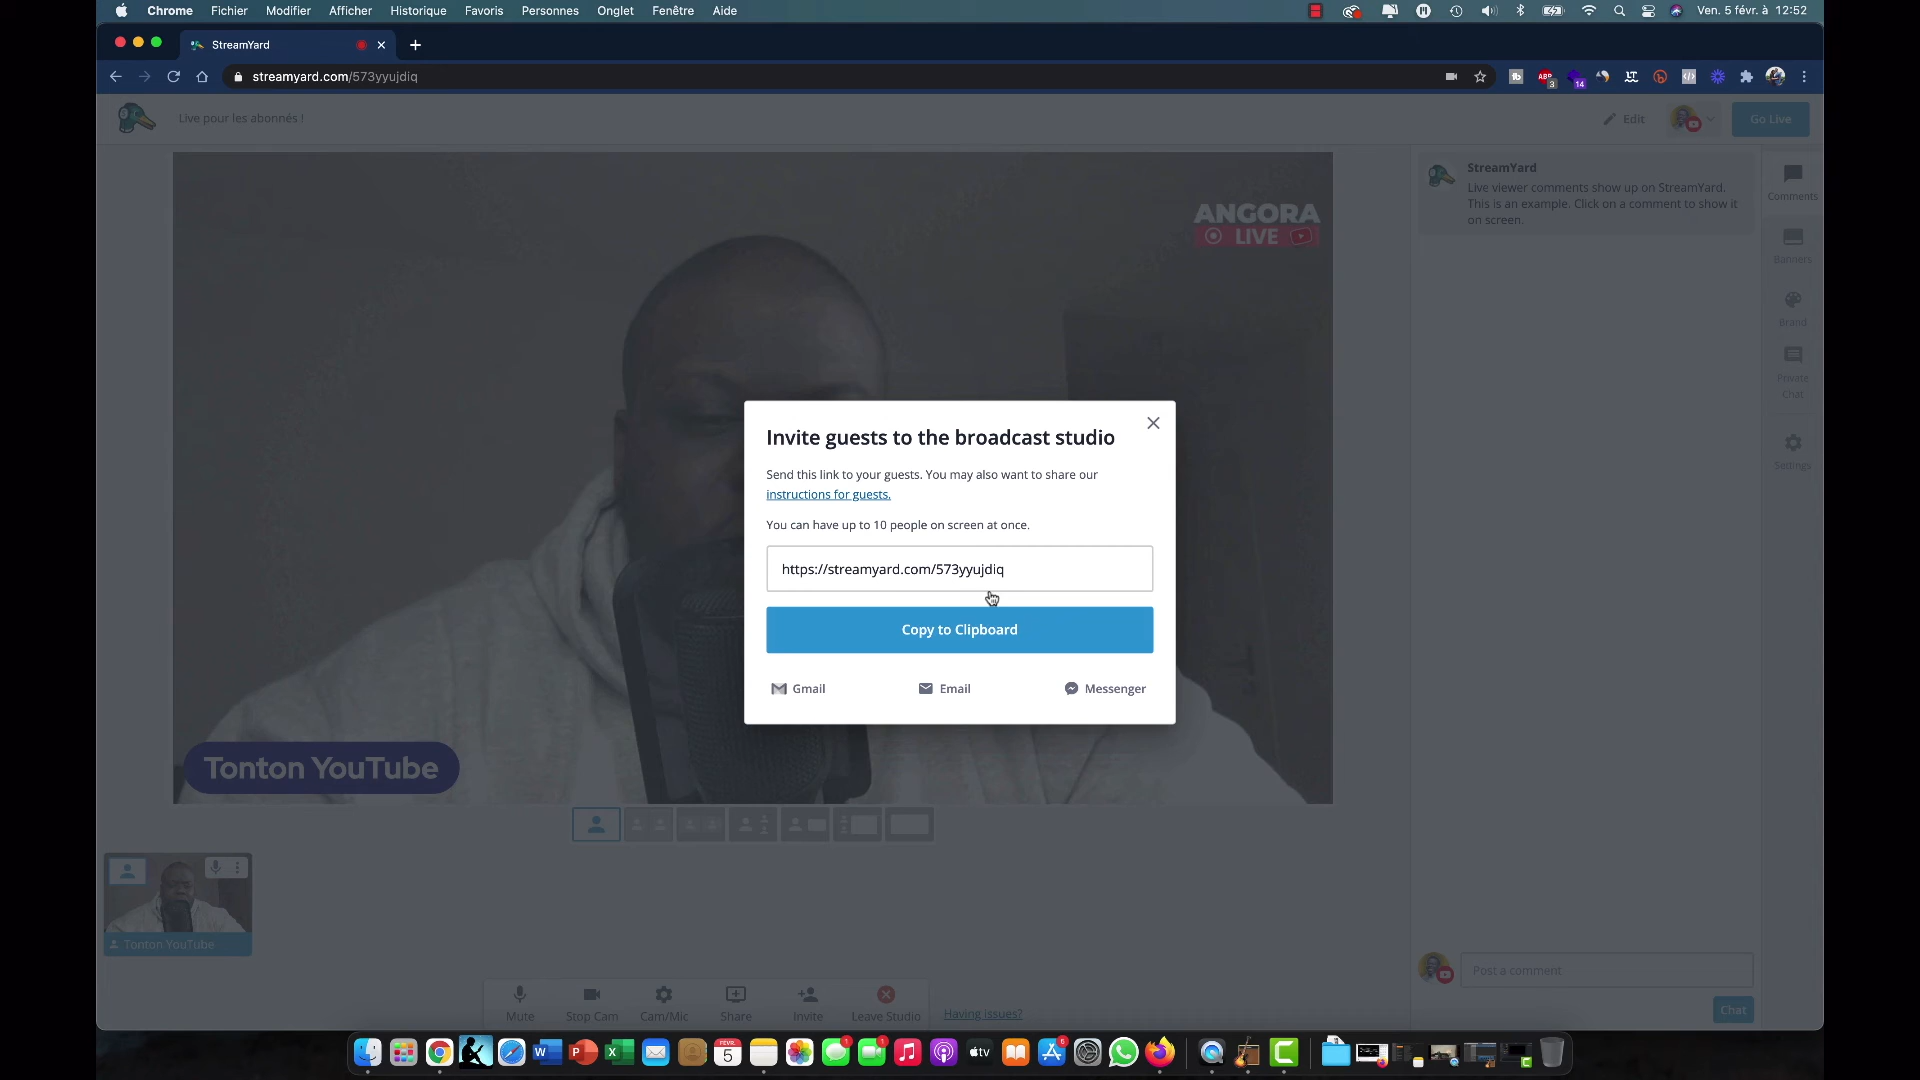 Chrome Fichier Modifier Afficher Historique Favoris Personnes Onglet Fenêtre Aide Ven. 5 févr. à 12:52
StreamYard
streamyard.com/573yyujdiq
ABP
3
14
Live pour les abonnés !
Edit
Go Live
ANGORA
LIVE
StreamYard
Live viewer comments show up on StreamYard.
This is an example. Click on a comment to show it
on screen.
Comments
Banners
Brand
Private
Chat
Settings
Invite guests to the broadcast studio
Send this link to your guests. You may also want to share our
instructions for guests.
You can have up to 10 people on screen at once.
https://streamyard.com/573yyujdiq
Copy to Clipboard
Gmail Email Messenger
Tonton YouTube
Tonton YouTube
Post a comment
Chat
Mute Stop Cam Cam/Mic Share Invite Leave Studio
Having issues?
FÉVR.
5
tv